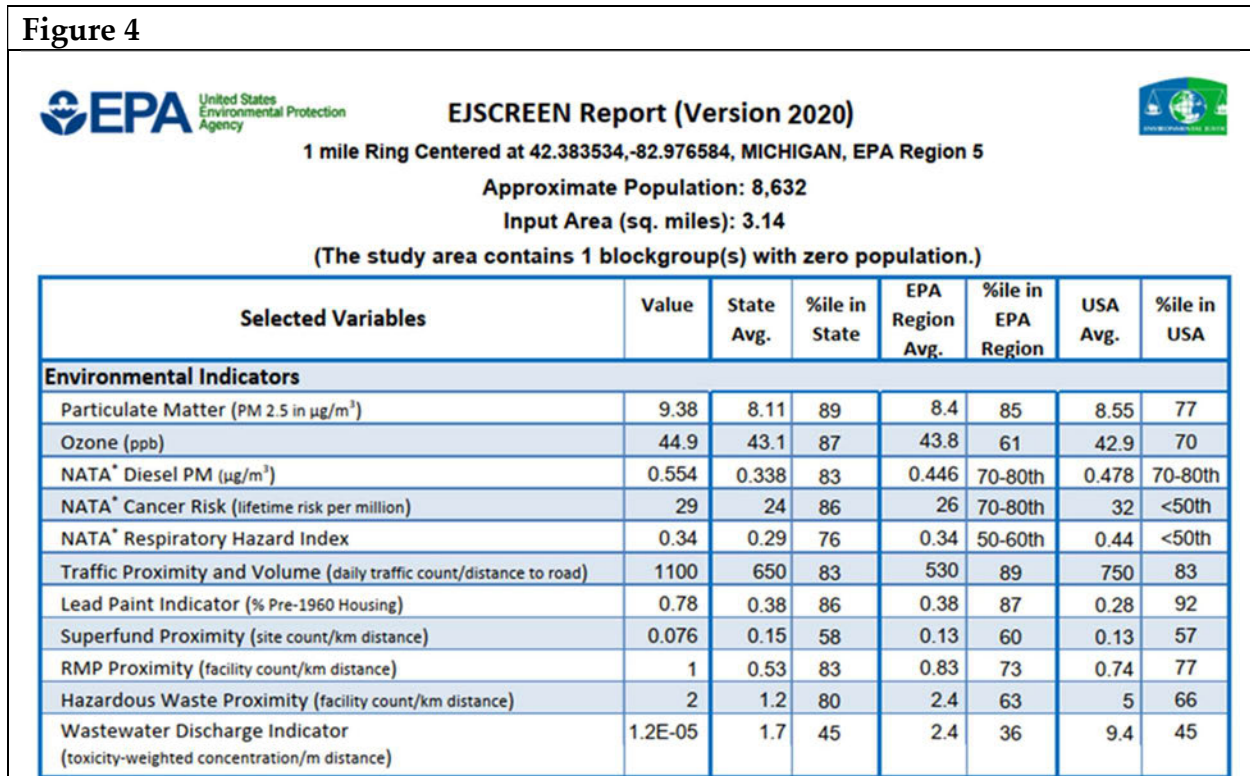 Figure 4
EPA United States
Environmental Protection
Agency
EJSCREEN Report (Version 2020)
1 mile Ring Centered at 42.383534,-82.976584, MICHIGAN, EPA Region 5
Approximate Population: 8,632
Input Area (sq. miles): 3.14
(The study area contains 1 blockgroup(s) with zero population.)
Selected Variables Value State Avg. %ile in State EPA Region Avg. %ile in EPA Region USA Avg. %ile in USA
Environmental Indicators
Particulate Matter (PM 2.5 in µg/m³) 9.38 8.11 89 8.4 85 8.55 77
Ozone (ppb) 44.9 43.1 87 43.8 61 42.9 70
NATA* Diesel PM (µg/m³) 0.554 0.338 83 0.446 70-80th 0.478 70-80th
NATA* Cancer Risk (lifetime risk per million) 29 24 86 26 70-80th 32 <50th
NATA* Respiratory Hazard Index 0.34 0.29 76 0.34 50-60th 0.44 <50th
Traffic Proximity and Volume (daily traffic count/distance to road) 1100 650 83 530 89 750 83
Lead Paint Indicator (% Pre-1960 Housing) 0.78 0.38 86 0.38 87 0.28 92
Superfund Proximity (site count/km distance) 0.076 0.15 58 0.13 60 0.13 57
RMP Proximity (facility count/km distance) 1 0.53 83 0.83 73 0.74 77
Hazardous Waste Proximity (facility count/km distance) 2 1.2 80 2.4 63 5 66
Wastewater Discharge Indicator 1.2E-05 1.7 45 2.4 36 9.4 45
(toxicity-weighted concentration/m distance)